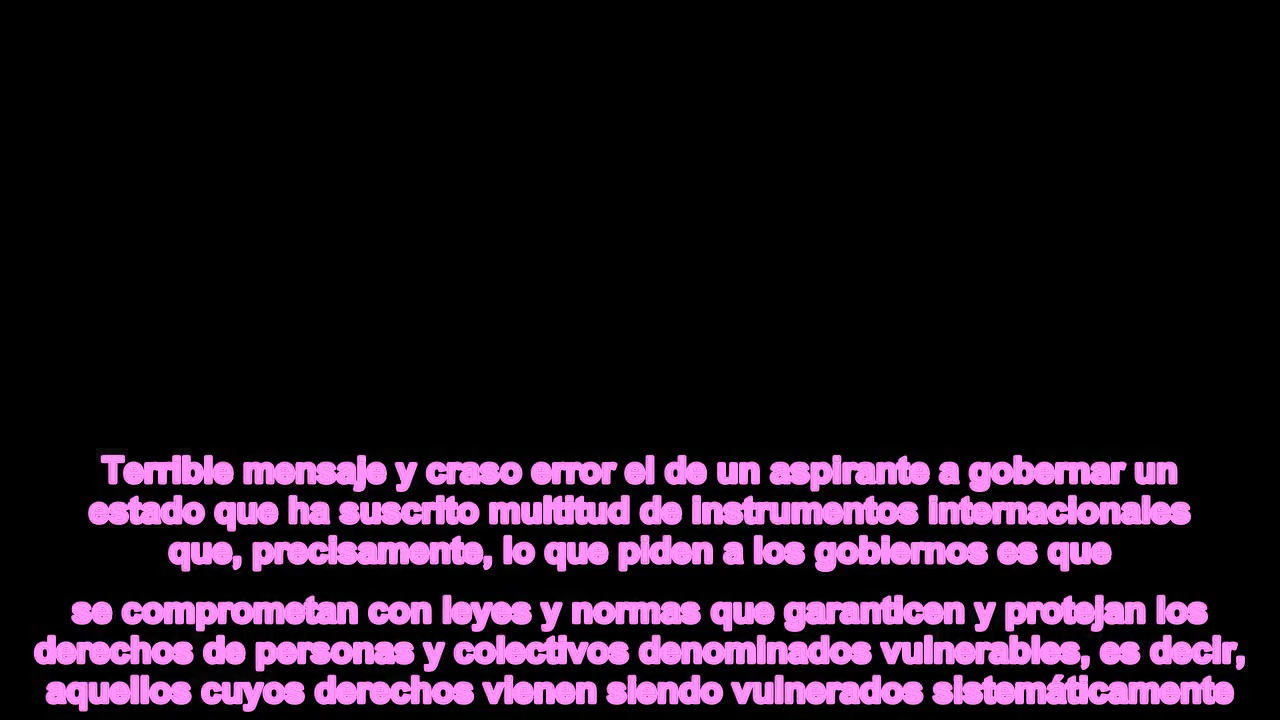 Terrible mensaje y craso error el de un aspirante a gobernar un
estado que ha suscrito multitud de instrumentos internacionales
que, precisamente, lo que piden a los gobiernos es que
se comprometan con leyes y normas que garanticen y protejan los
derechos de personas y colectivos denominados vulnerables, es decir,
aquellos cuyos derechos vienen siendo vulnerados sistemáticamente